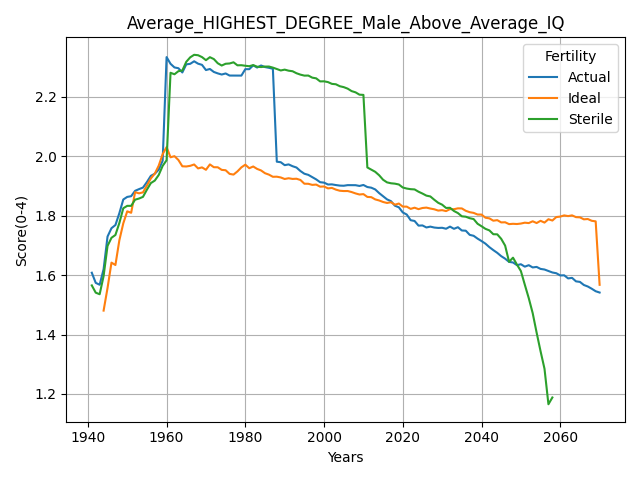 Average_HIGHEST_DEGREE_Male_Above_Average_IQ
Fertility
Actual
Ideal
Sterile
Score(0-4)
2.2
2.0
1.8
1.6
1.4
1.2
1940 1960 1980 2000 2020 2040 2060
Years